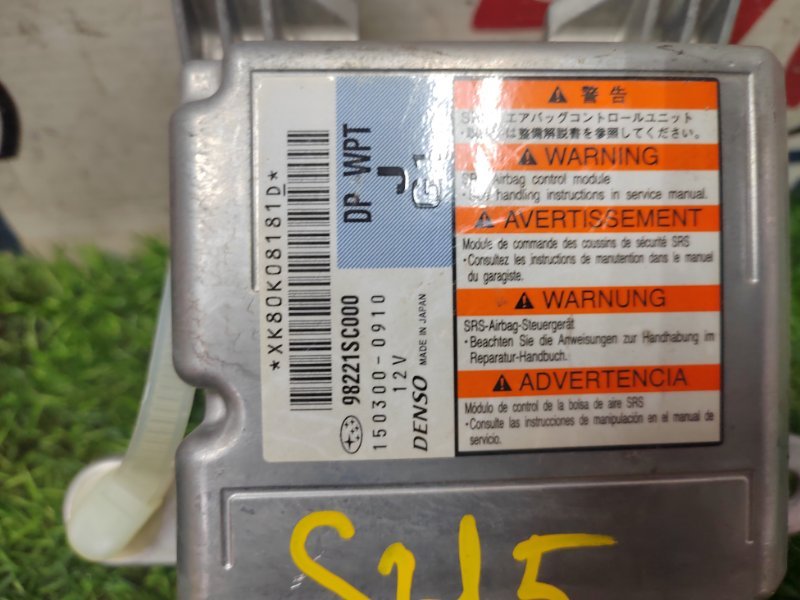 *XK80K08181D*
98221SC000
150300-0910
12V
DENSO MADE IN JAPAN
DP WPT
J
G1
警告
エアバッグコントロールユニット
は整備解説書を参照してください。
WARNING
Airbag control module
handling instructions in service manual.
AVERTISSEMENT
Module de commande des coussins de sécurité SRS
・Consultez les instructions de manutention dans le manuel
du garagiste.
WARNUNG
SRS-Airbag-Steuergerät
・Beachten Sie die Anweisungen zur Handhabung im
Reparatur-Handbuch.
ADVERTENCIA
Módulo de control de la bolsa de aire SRS
・Consulte las instrucciones de manipulación en el manual de
servicio.